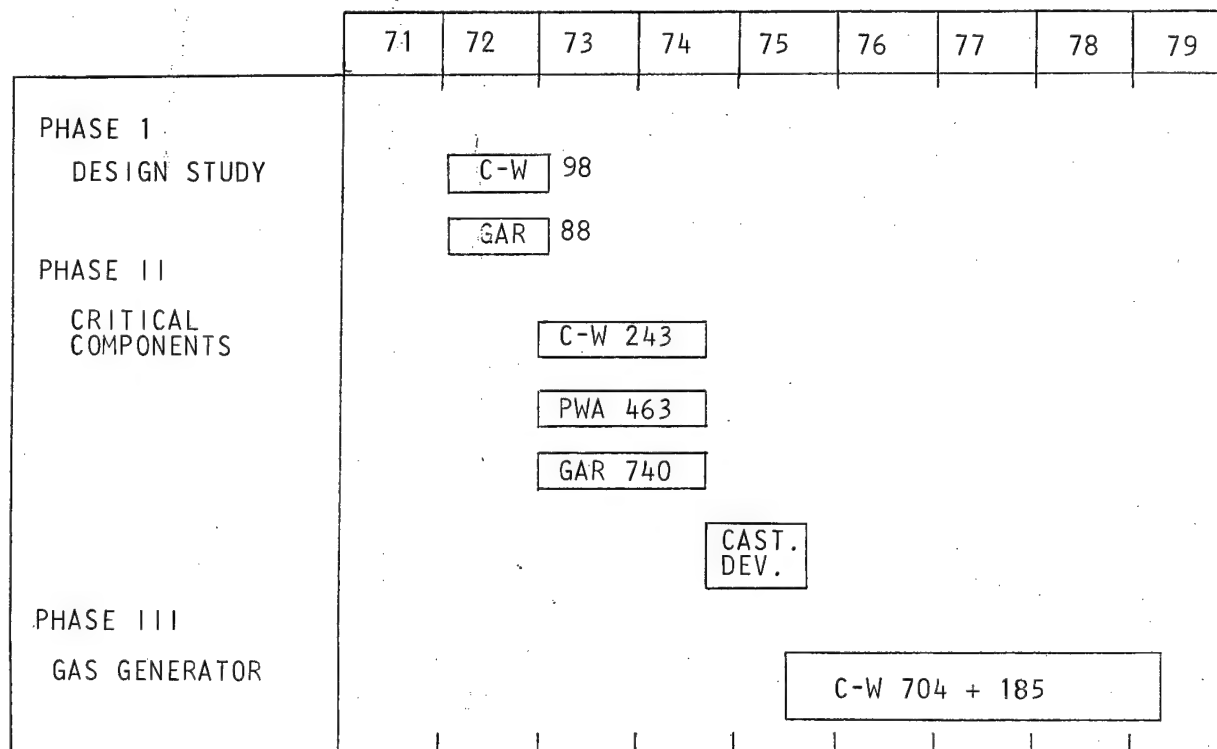 71 72 73 74 75 76 77 78 79
PHASE 1
DESIGN STUDY
C-W 98
GAR 88
PHASE II
CRITICAL
COMPONENTS
C-W 243
PWA 463
GAR 740
CAST.
DEV.
PHASE III
GAS GENERATOR
C-W 704 + 185